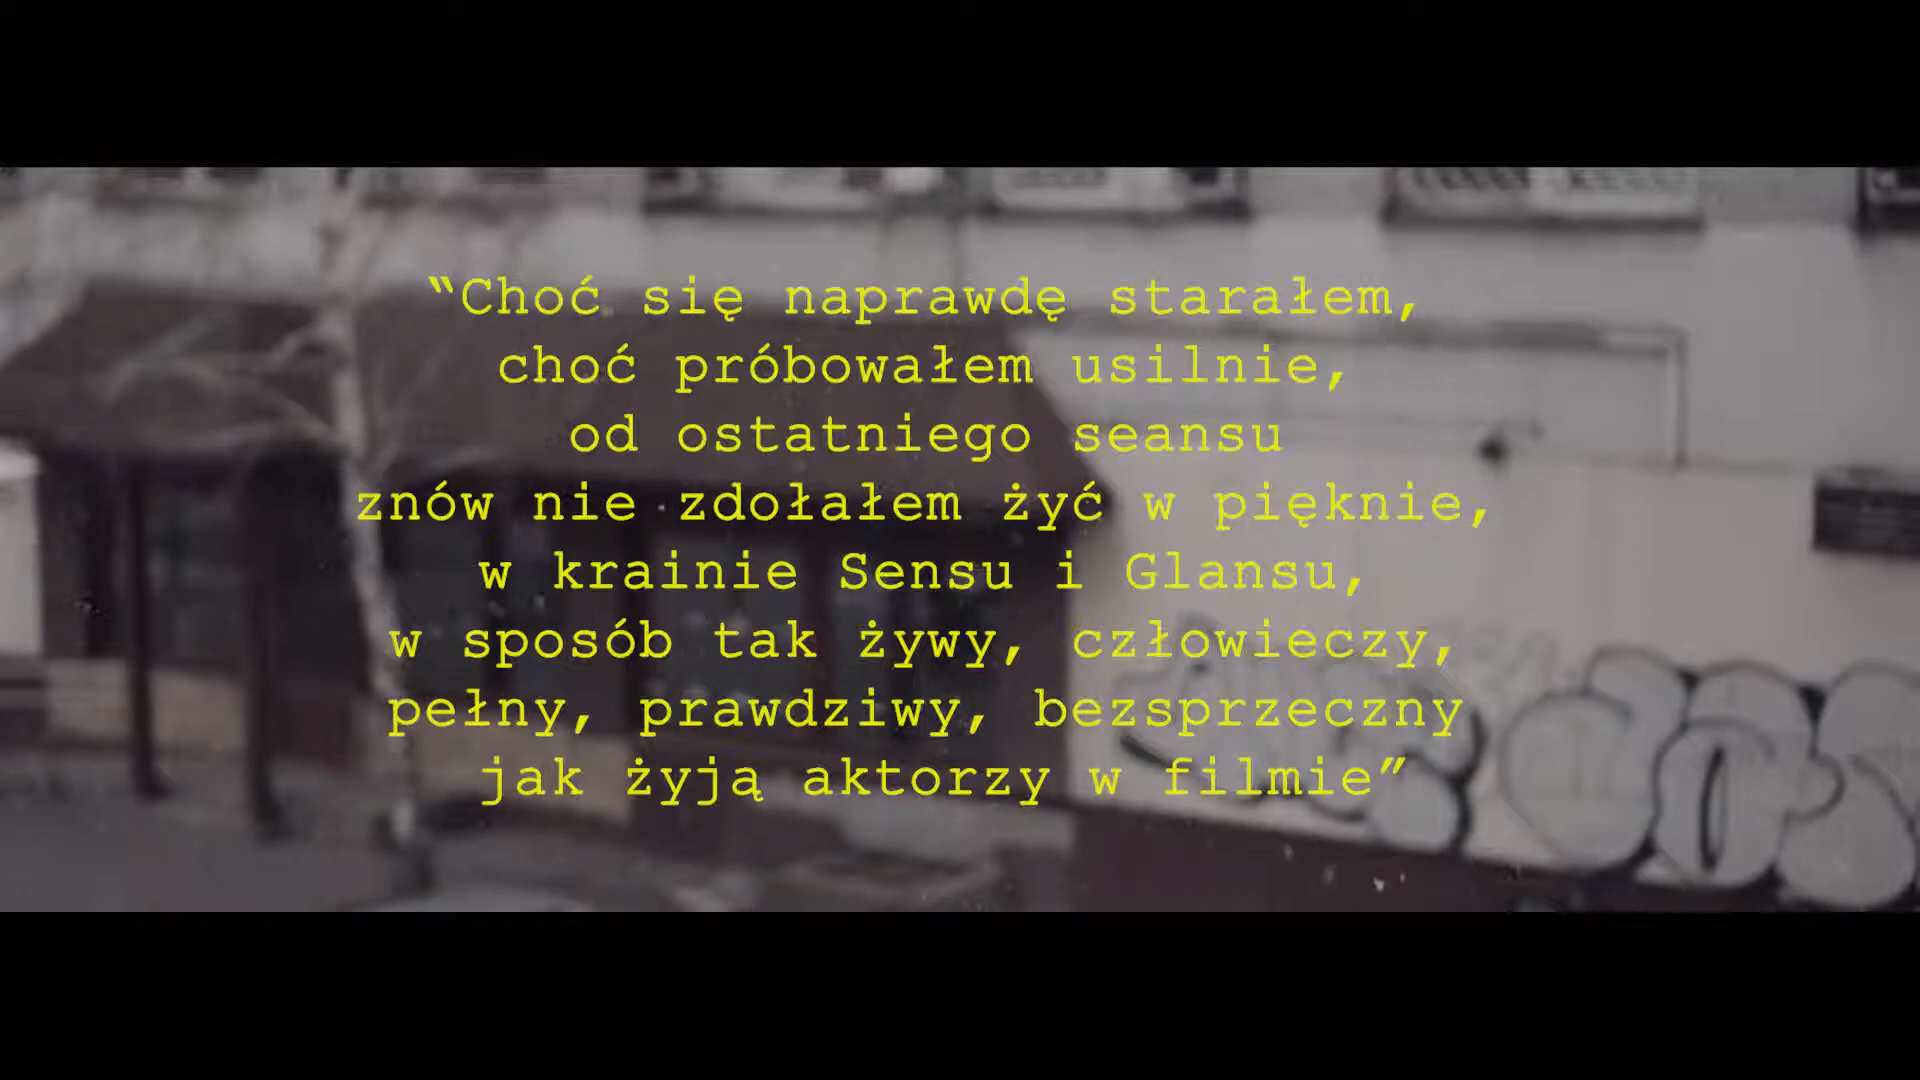 “Choć się naprawdę starałem,
choć próbowałem usilnie,
od ostatniego seansu
znów nie zdołałem żyć w pięknie,
w krainie Sensu i Glansu,
w sposób tak żywy, człowieczy,
pełny, prawdziwy, bezsprzeczny
jak żyją aktorzy w filmie”